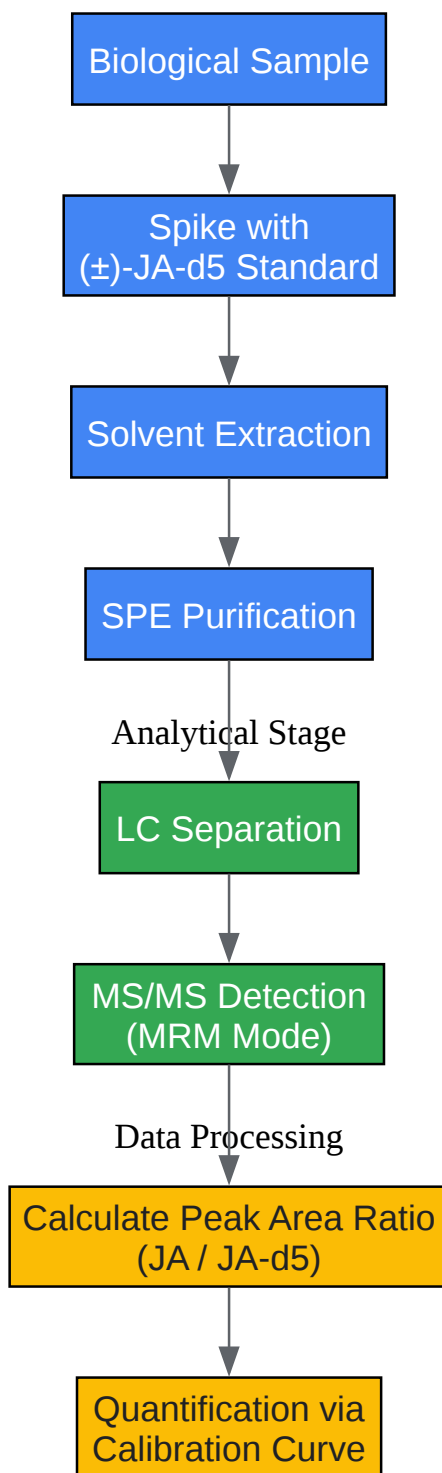 Biological Sample
Spike with
(±)-JA-d5 Standard
Solvent Extraction
SPE Purification
Analytical Stage
LC Separation
MS/MS Detection
(MRM Mode)
Data Processing
Calculate Peak Area Ratio
(JA / JA-d5)
Quantification via
Calibration Curve